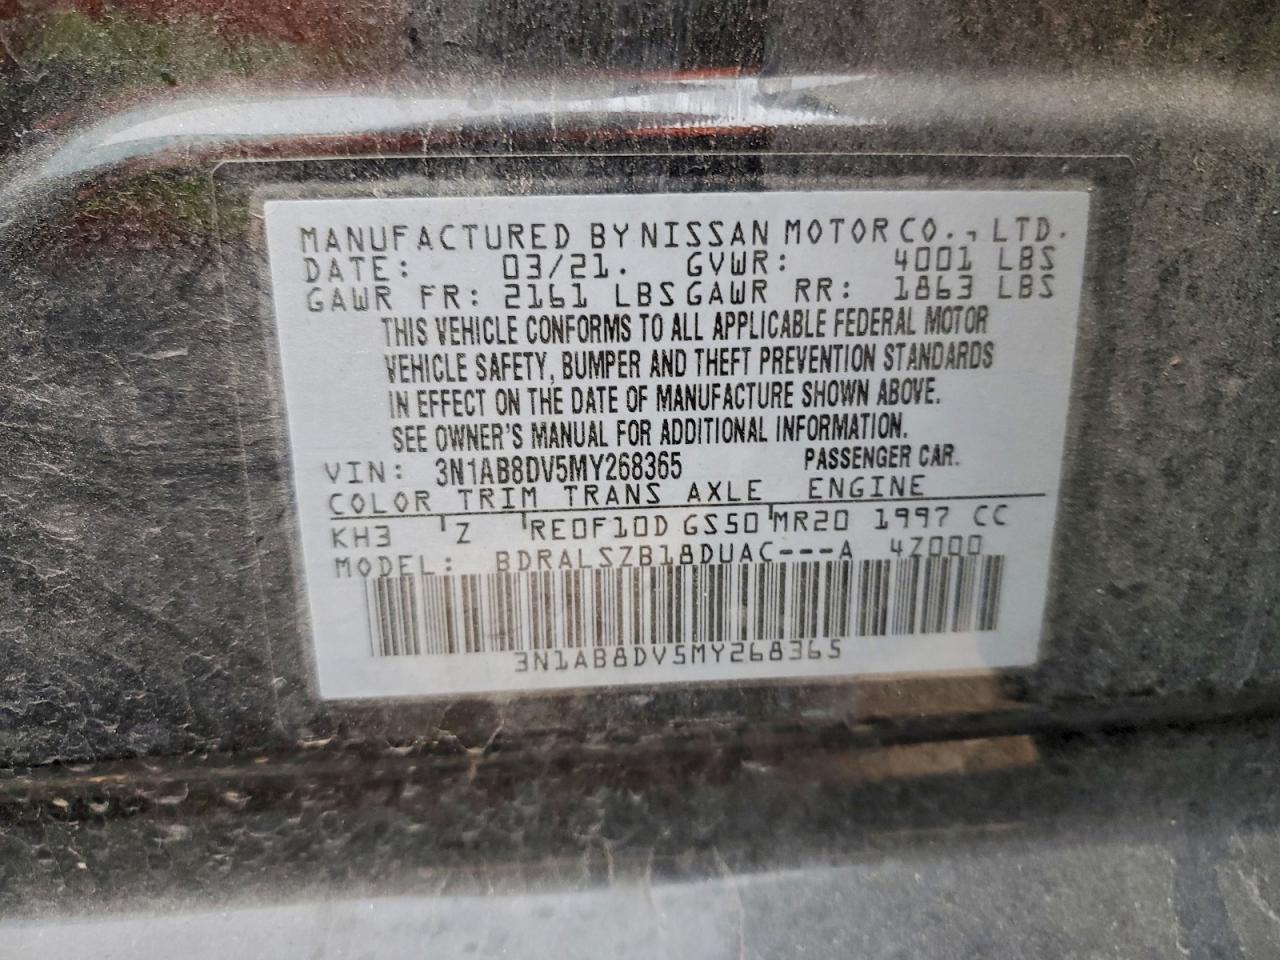 MANUFACTURED BY NISSAN MOTOR CO., LTD.
DATE: 03/21. GVWR: 4001 LBS
GAWR FR: 2161 LBS GAWR RR: 1863 LBS
THIS VEHICLE CONFORMS TO ALL APPLICABLE FEDERAL MOTOR
VEHICLE SAFETY, BUMPER AND THEFT PREVENTION STANDARDS
IN EFFECT ON THE DATE OF MANUFACTURE SHOWN ABOVE.
SEE OWNER'S MANUAL FOR ADDITIONAL INFORMATION.
VIN: 3N1AB8DV5MY268365 PASSENGER CAR.
COLOR TRIM TRANS AXLE ENGINE
KH3 Z RE0F10D GS50 MR20 1997 CC
MODEL: BDRALSZB18DUAC---A 4Z000
3N1AB8DV5MY268365